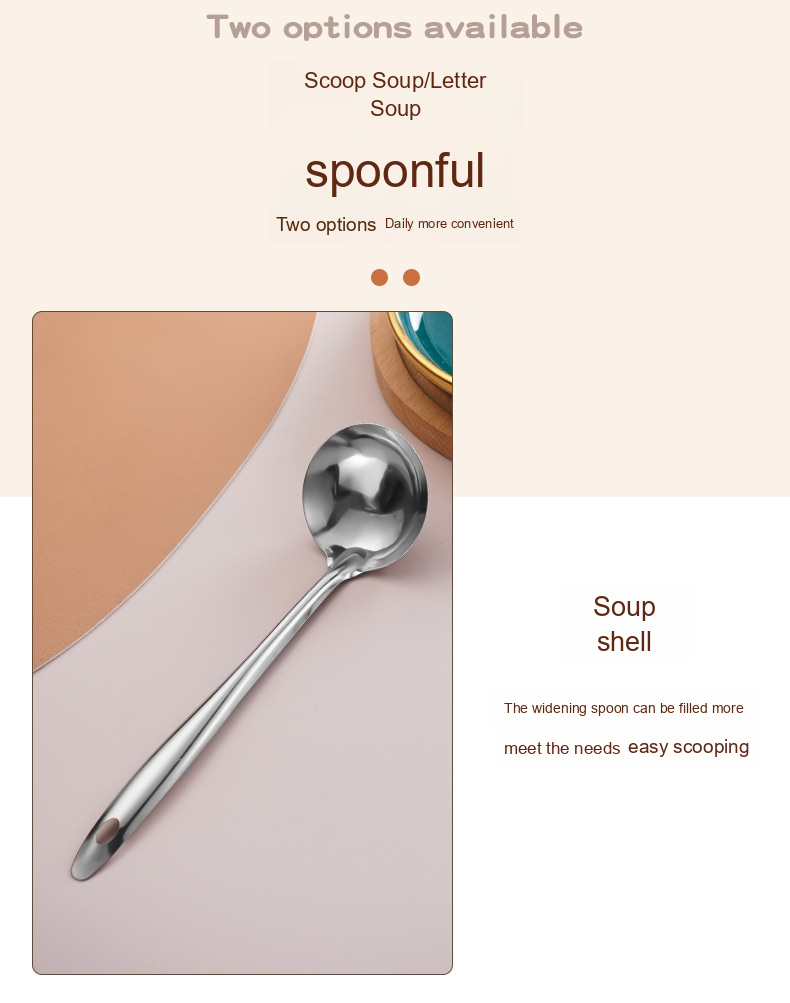 Two options available
Scoop Soup/Letter
Soup
spoonful
Two options Daily more convenient
Soup
shell
The widening spoon can be filled more
meet the needs easy scooping